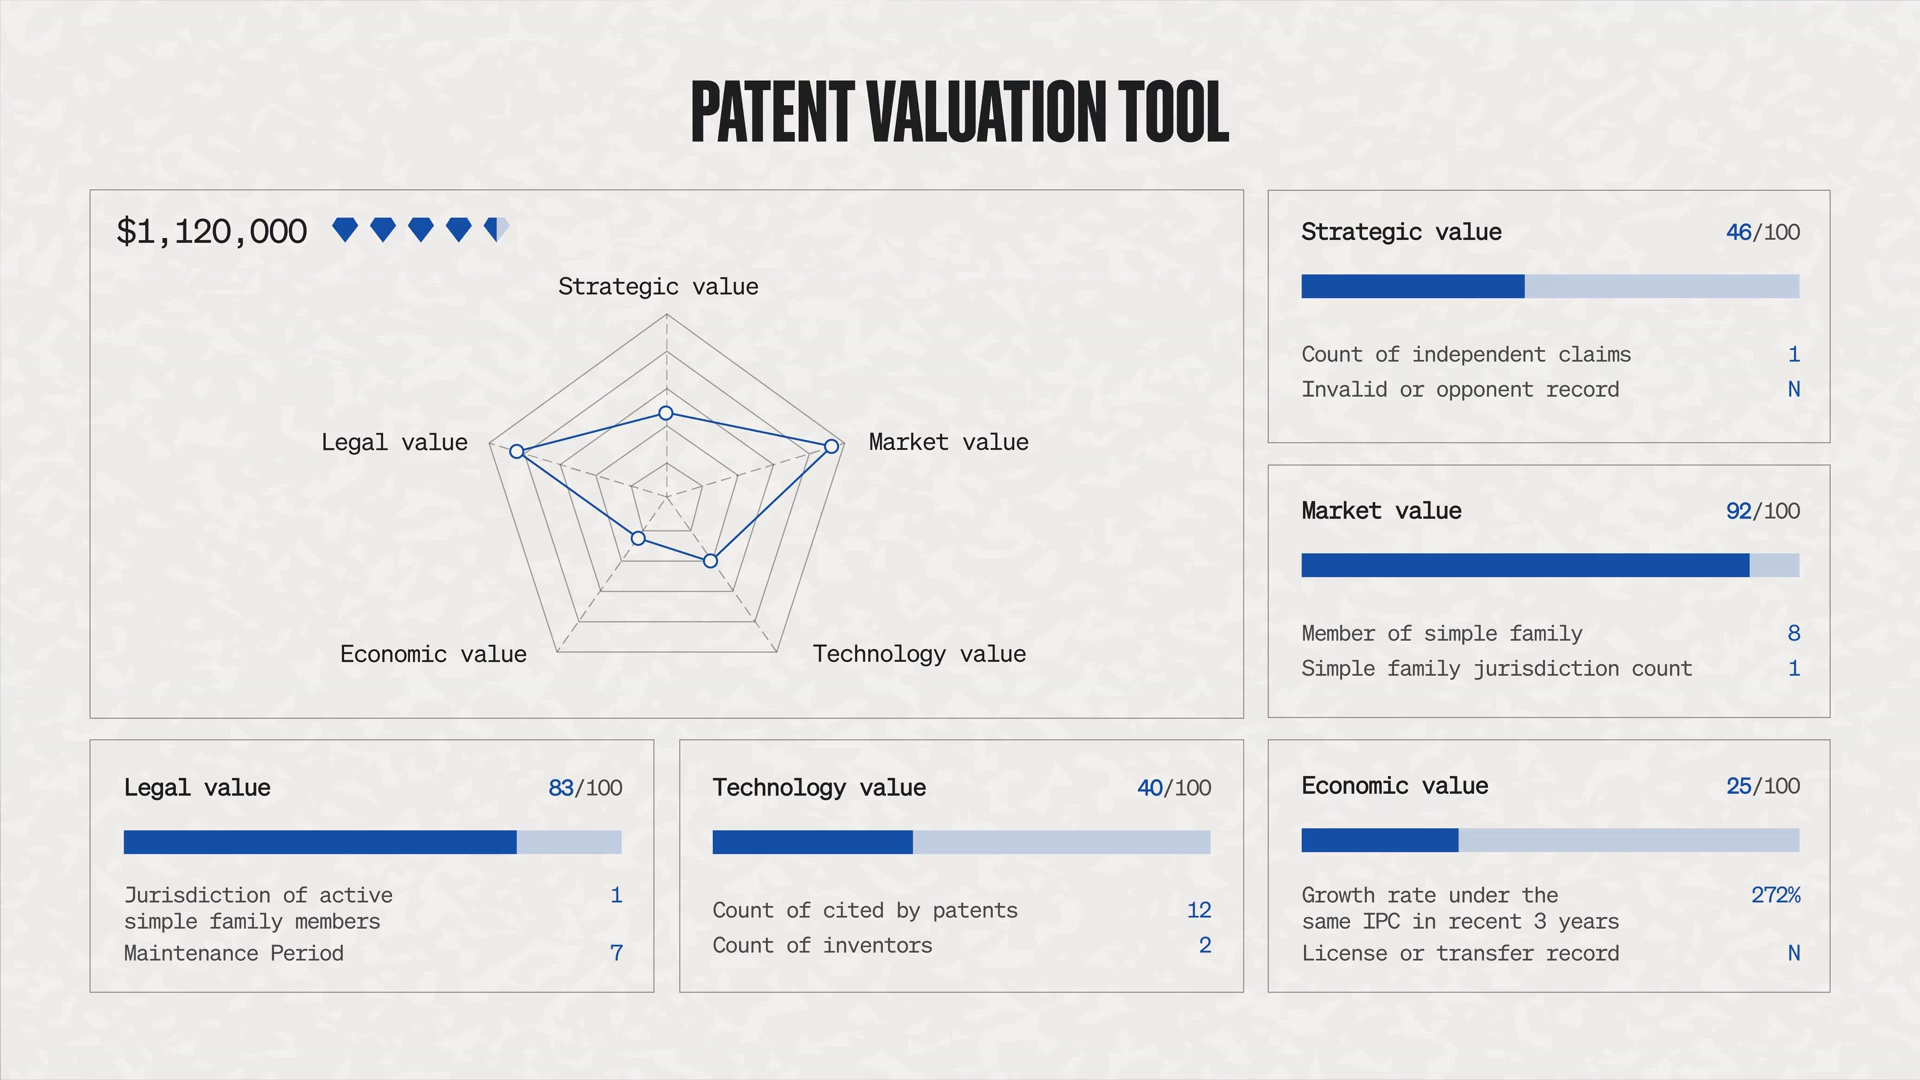 PATENT VALUATION TOOL
$1,120,000
Strategic value
Legal value
Market value
Economic value
Technology value
Strategic value 46/100
Count of independent claims 1
Invalid or opponent record N
Market value 92/100
Member of simple family 8
Simple family jurisdiction count 1
Legal value 83/100
Jurisdiction of active 1
simple family members
Maintenance Period 7
Technology value 40/100
Count of cited by patents 12
Count of inventors 2
Economic value 25/100
Growth rate under the 272%
same IPC in recent 3 years
License or transfer record N